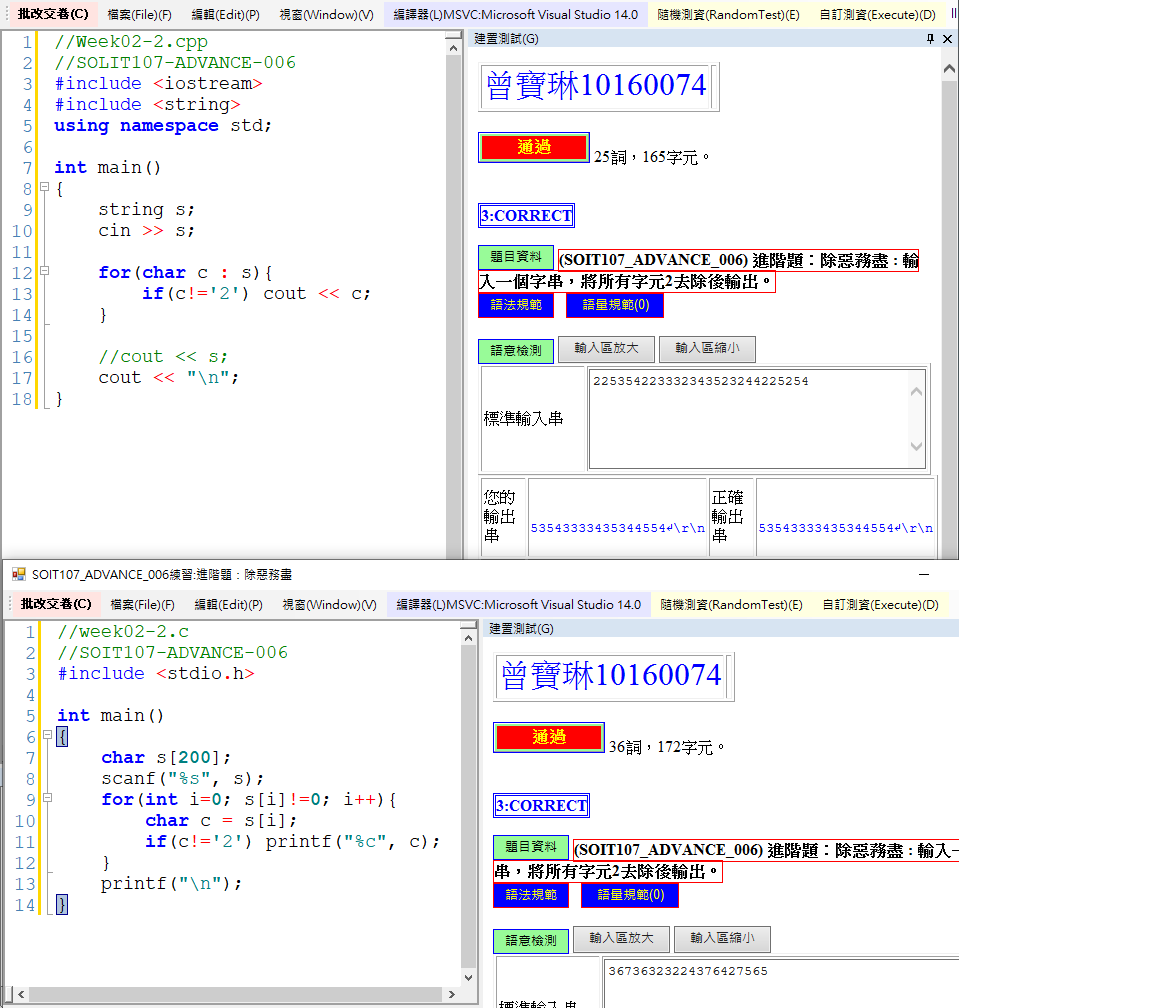 批改交卷(C) 檔案(File)(F) 編輯(Edit)(P) 視窗(Window)(V) 編譯器(L)MSVC:Microsoft Visual Studio 14.0 隨機測資(RandomTest)(E) 自訂測資(Execute)(D)
1 //Week02-2.cpp
2 //SOLIT107-ADVANCE-006
3 #include <iostream>
4 #include <string>
5 using namespace std;
6
7 int main()
8 {
9 string s;
10 cin >> s;
11
12 for(char c : s){
13 if(c!='2') cout << c;
14 }
15
16 //cout << s;
17 cout << "\n";
18 }
建置測試(G)
曾寶琳10160074
通過 25詞，165字元。
3:CORRECT
題目資料 (SOIT107_ADVANCE_006) 進階題：除惡務盡 : 輸
入一個字串，將所有字元2去除後輸出。
語法規範 語量規範(0)
語意檢測 輸入區放大 輸入區縮小
標準輸入串 2253542233323435232442252​54
您的
輸出
串
53543333435344554↲\r\n
正確
輸出
串
53543333435344554↲\r\n
SOIT107_ADVANCE_006練習:進階題：除惡務盡
批改交卷(C) 檔案(File)(F) 編輯(Edit)(P) 視窗(Window)(V) 編譯器(L)MSVC:Microsoft Visual Studio 14.0 隨機測資(RandomTest)(E) 自訂測資(Execute)(D)
1 //week02-2.c
2 //SOIT107-ADVANCE-006
3 #include <stdio.h>
4
5 int main()
6 {
7 char s[200];
8 scanf("%s", s);
9 for(int i=0; s[i]!=0; i++){
10 char c = s[i];
11 if(c!='2') printf("%c", c);
12 }
13 printf("\n");
14 }
建置測試(G)
曾寶琳10160074
通過 36詞，172字元。
3:CORRECT
題目資料 (SOIT107_ADVANCE_006) 進階題：除惡務盡 : 輸入一
串，將所有字元2去除後輸出。
語法規範 語量規範(0)
語意檢測 輸入區放大 輸入區縮小
標準輸入串 36736323224376427565